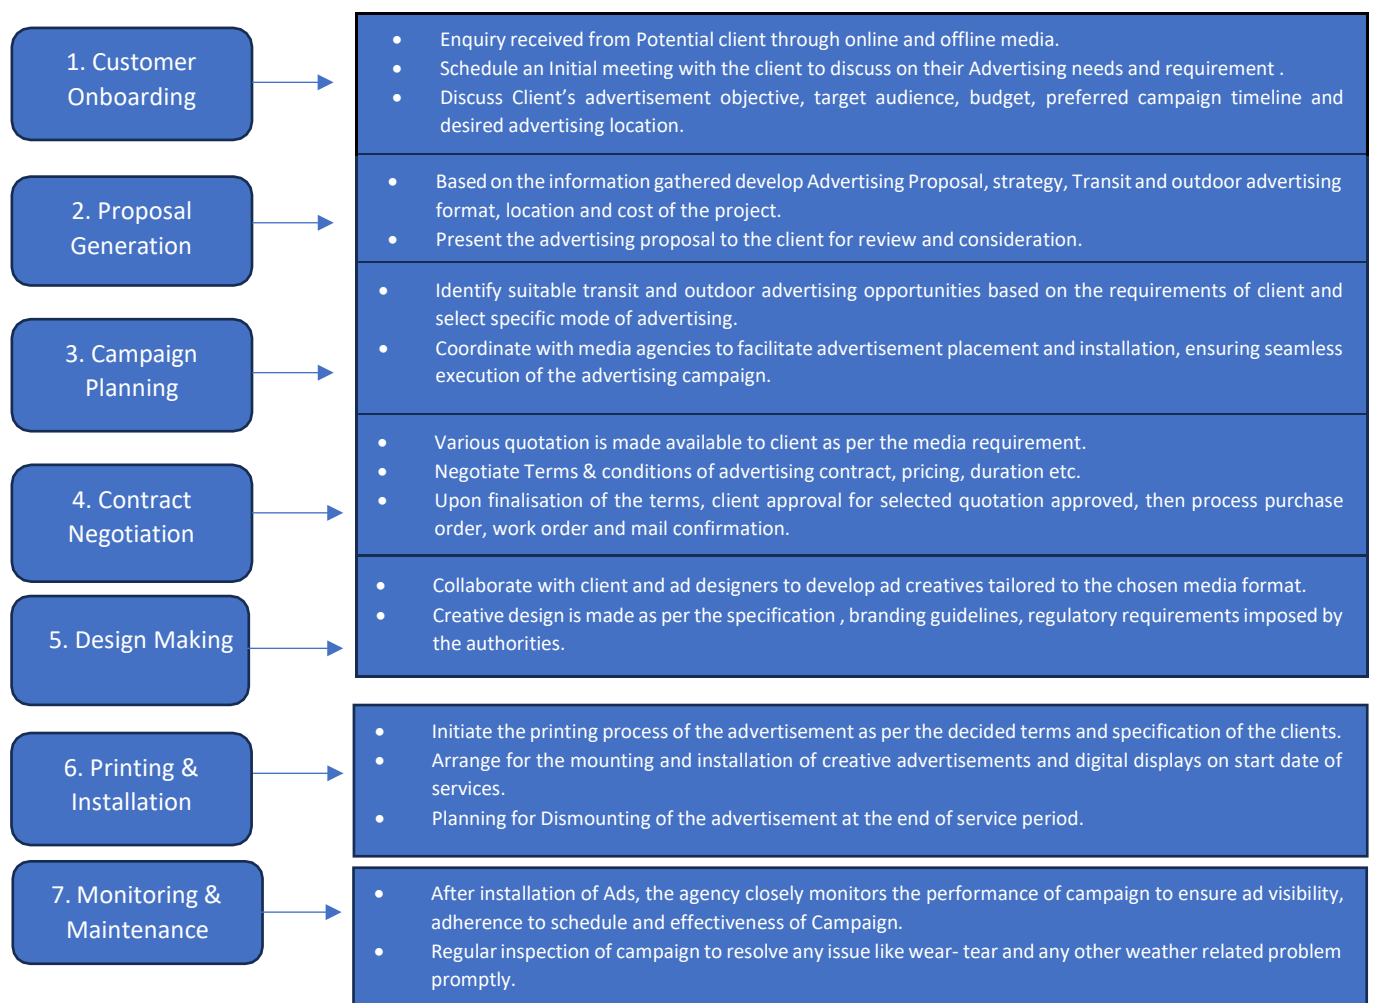 1. Customer
Onboarding
• Enquiry received from Potential client through online and offline media.
• Schedule an Initial meeting with the client to discuss on their Advertising needs and requirement .
• Discuss Client’s advertisement objective, target audience, budget, preferred campaign timeline and
desired advertising location.
2. Proposal
Generation
• Based on the information gathered develop Advertising Proposal, strategy, Transit and outdoor advertising
format, location and cost of the project.
• Present the advertising proposal to the client for review and consideration.
3. Campaign
Planning
• Identify suitable transit and outdoor advertising opportunities based on the requirements of client and
select specific mode of advertising.
• Coordinate with media agencies to facilitate advertisement placement and installation, ensuring seamless
execution of the advertising campaign.
4. Contract
Negotiation
• Various quotation is made available to client as per the media requirement.
• Negotiate Terms & conditions of advertising contract, pricing, duration etc.
• Upon finalisation of the terms, client approval for selected quotation approved, then process purchase
order, work order and mail confirmation.
5. Design Making
• Collaborate with client and ad designers to develop ad creatives tailored to the chosen media format.
• Creative design is made as per the specification , branding guidelines, regulatory requirements imposed by
the authorities.
6. Printing &
Installation
• Initiate the printing process of the advertisement as per the decided terms and specification of the clients.
• Arrange for the mounting and installation of creative advertisements and digital displays on start date of
services.
• Planning for Dismounting of the advertisement at the end of service period.
7. Monitoring &
Maintenance
• After installation of Ads, the agency closely monitors the performance of campaign to ensure ad visibility,
adherence to schedule and effectiveness of Campaign.
• Regular inspection of campaign to resolve any issue like wear- tear and any other weather related problem
promptly.